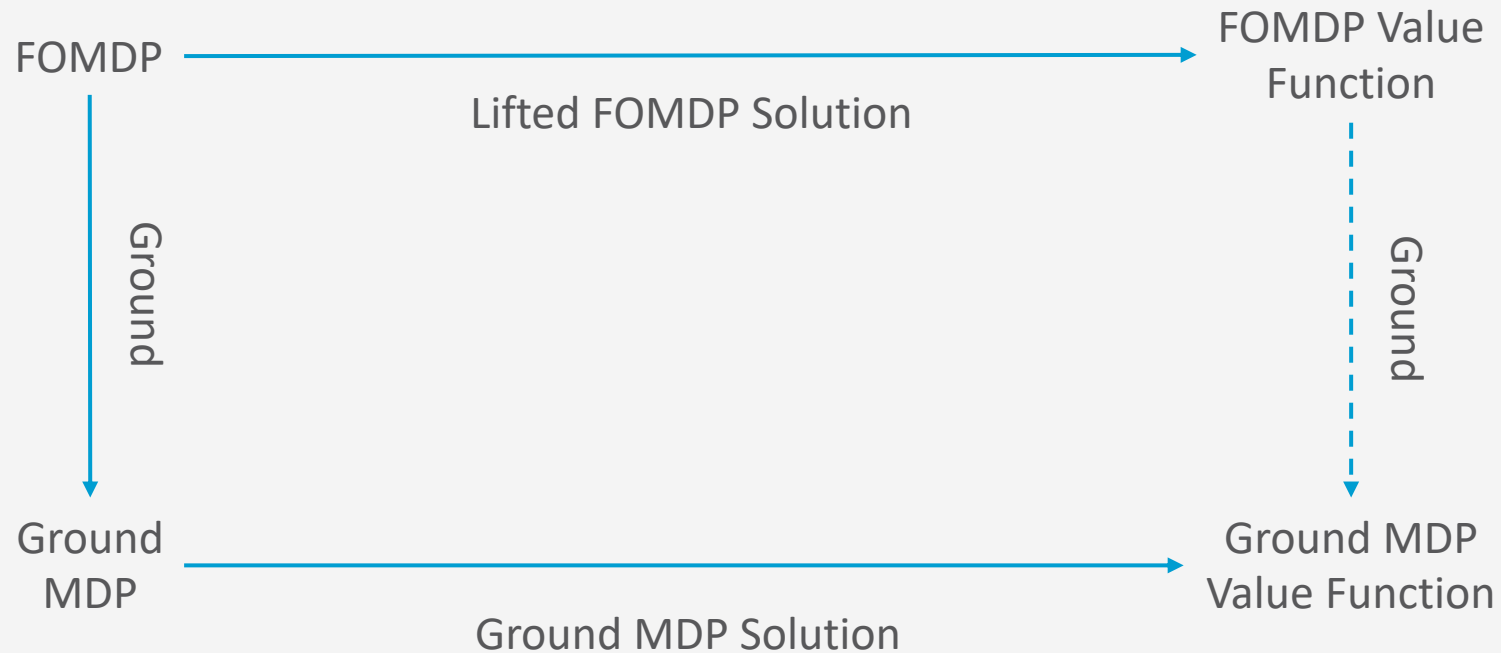 FOMDP
FOMDP Value
Function
Lifted FOMDP Solution
Ground
Ground
Ground
MDP
Ground MDP
Value Function
Ground MDP Solution